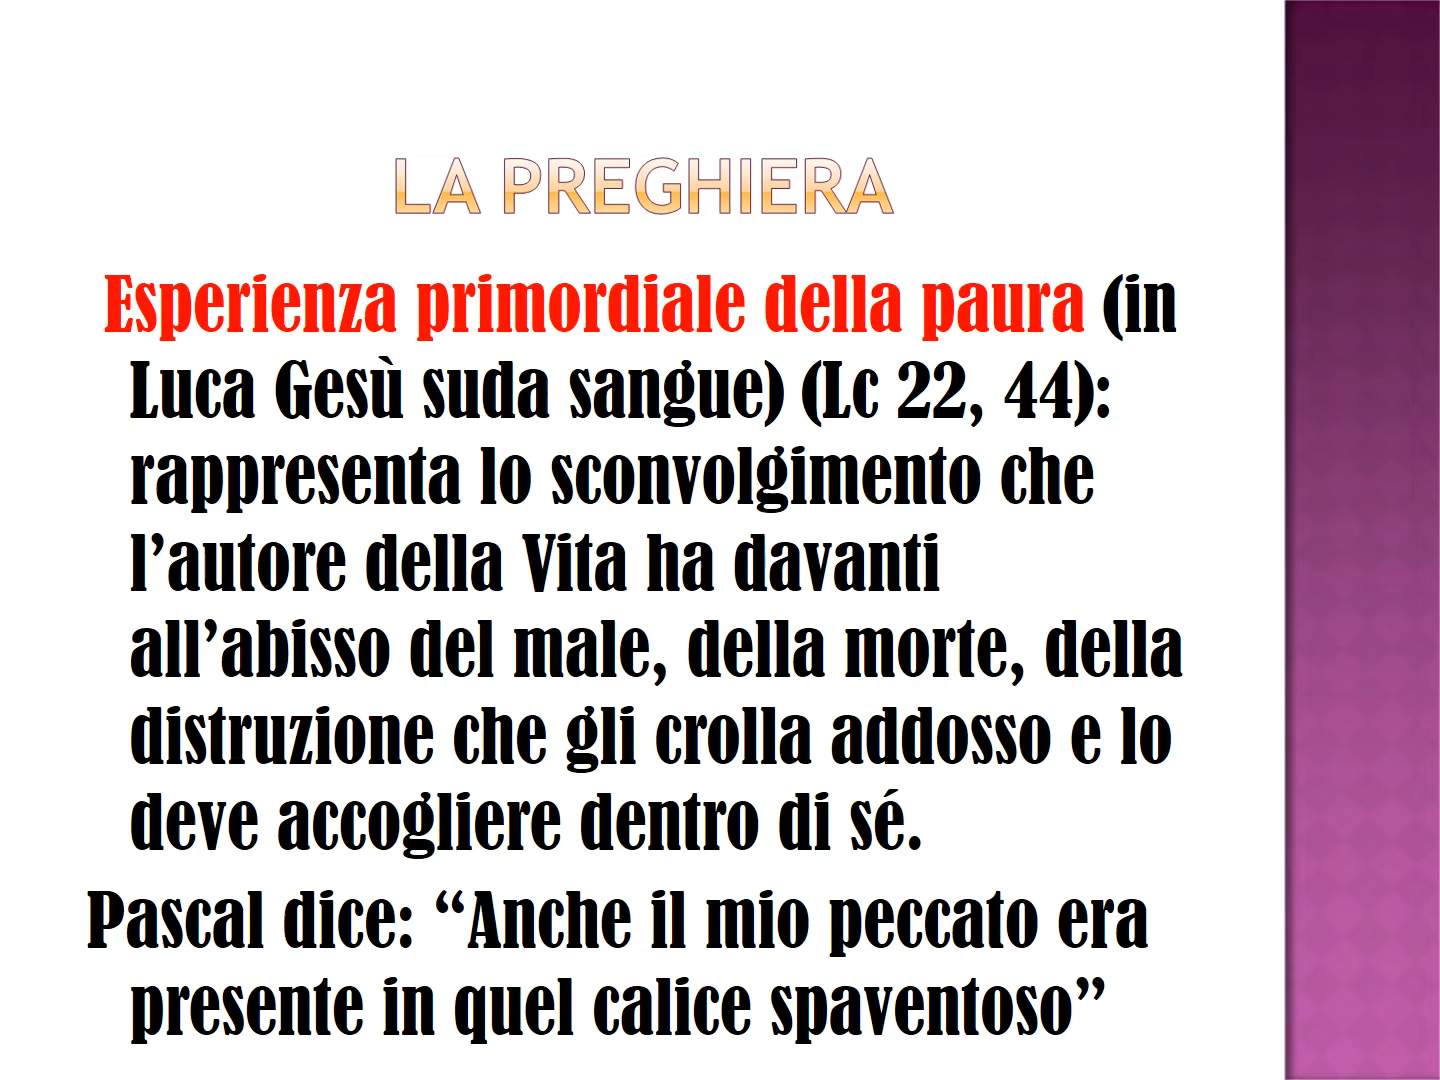 LA PREGHIERA
Esperienza primordiale della paura (in
Luca Gesù suda sangue) (Lc 22, 44):
rappresenta lo sconvolgimento che
l’autore della Vita ha davanti
all’abisso del male, della morte, della
distruzione che gli crolla addosso e lo
deve accogliere dentro di sé.
Pascal dice: “Anche il mio peccato era
presente in quel calice spaventoso”